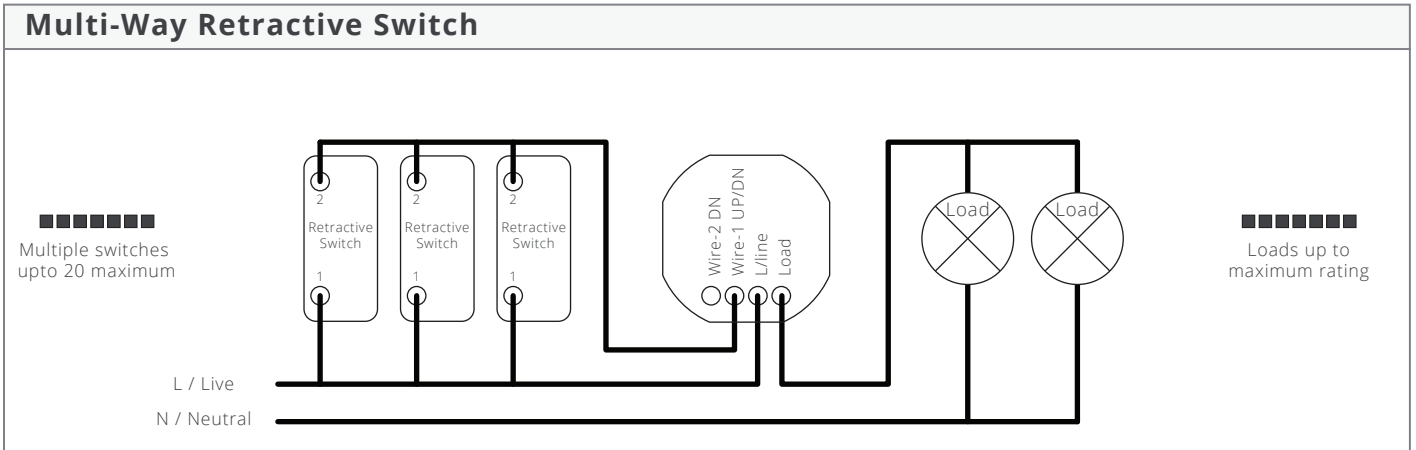 Multi-Way Retractive Switch
Multiple switches
upto 20 maximum
2
Retractive
Switch
1
2
Retractive
Switch
1
2
Retractive
Switch
1
Wire-2 DN
Wire-1 UP/DN
L/line
Load
Load
Load
Loads up to
maximum rating
L / Live
N / Neutral